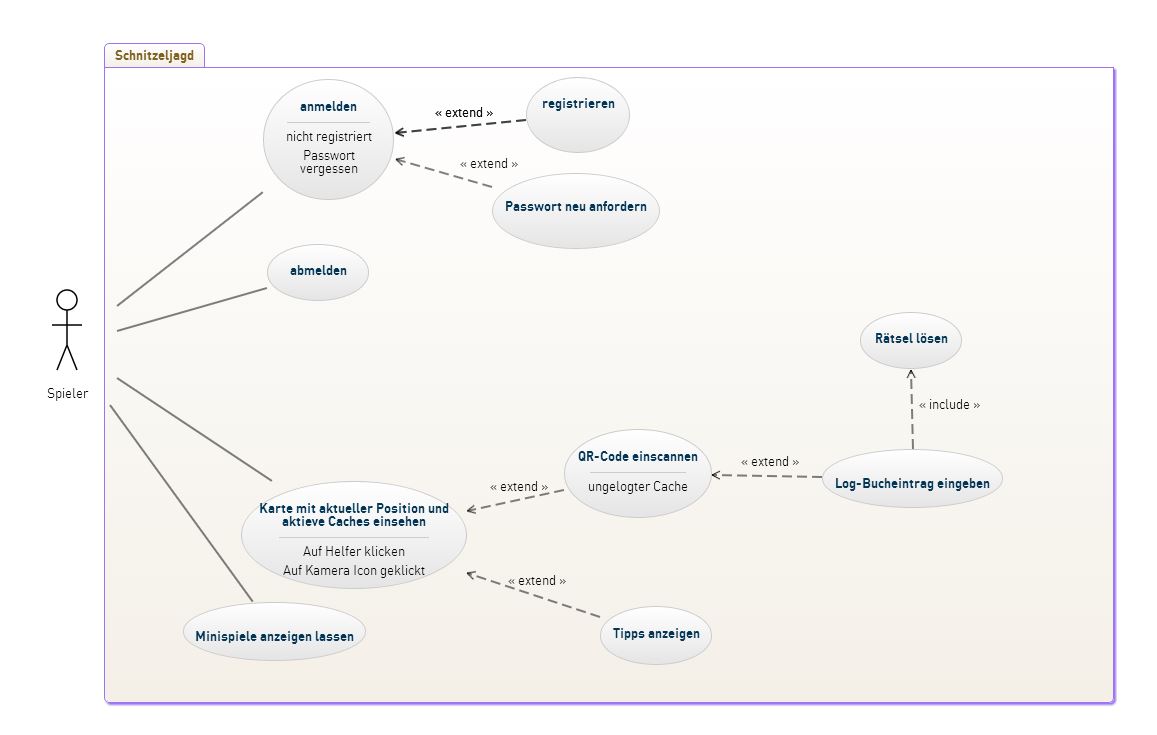 Schnitzeljagd
anmelden
nicht registriert
Passwort
vergessen
« extend »
registrieren
« extend »
Passwort neu anfordern
abmelden
Spieler
Rätsel lösen
« include »
Karte mit aktueller Position und
aktieve Caches einsehen
Auf Helfer klicken
Auf Kamera Icon geklickt
« extend »
QR-Code einscannen
ungelogter Cache
« extend »
Log-Bucheintrag eingeben
« extend »
Tipps anzeigen
Minispiele anzeigen lassen